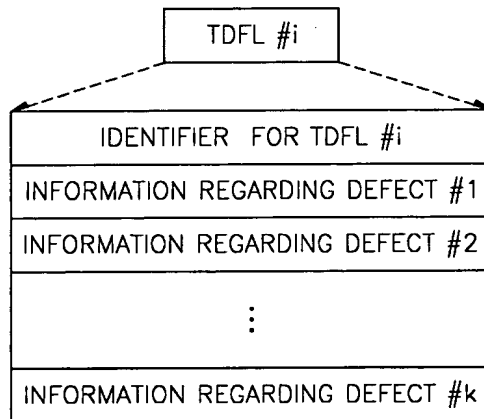 TDFL #i
IDENTIFIER FOR TDFL #i
INFORMATION REGARDING DEFECT #1
INFORMATION REGARDING DEFECT #2
⋮
INFORMATION REGARDING DEFECT #k